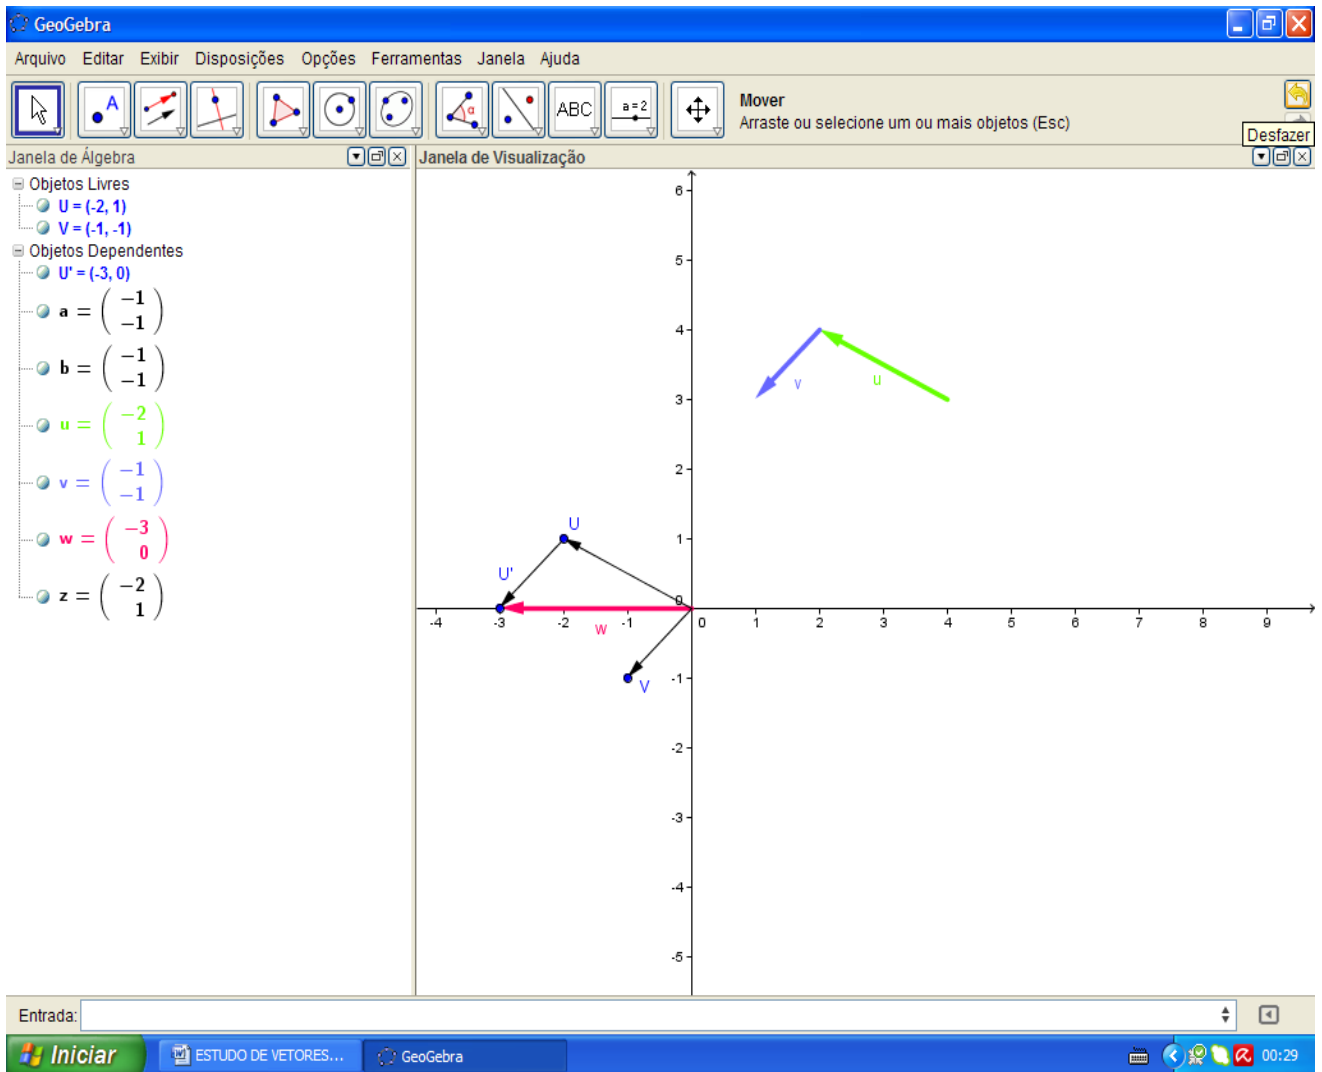 GeoGebra
Arquivo Editar Exibir Disposições Opções Ferramentas Janela Ajuda
A
α
ABC
a=2
Mover
Arraste ou selecione um ou mais objetos (Esc)
Desfazer
Janela de Álgebra
Janela de Visualização
Objetos Livres
U = (-2, 1)
V = (-1, -1)
Objetos Dependentes
U' = (-3, 0)
a = ( −1
−1 )
b = ( −1
−1 )
u = ( −2
1 )
v = ( −1
−1 )
w = ( −3
0 )
z = ( −2
1 )
6
5
4
v
u
3
2
U
1
U'
0
-4 -3 -2 -1 0 1 2 3 4 5 6 7 8 9
w
-1
V
-2
-3
-4
-5
Entrada:
Iniciar
ESTUDO DE VETORES...
GeoGebra
00:29